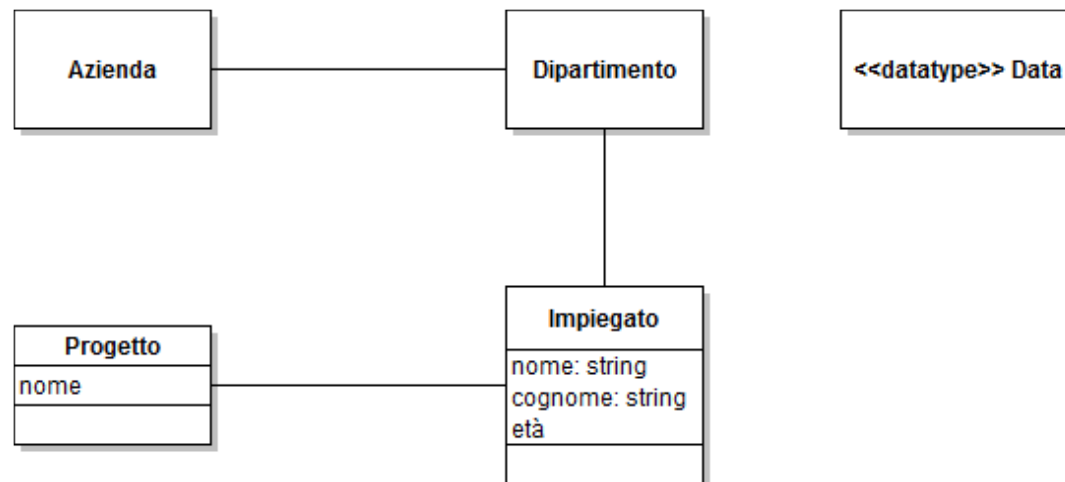 Azienda
Dipartimento
<<datatype>> Data
Progetto
nome
Impiegato
nome: string
cognome: string
età